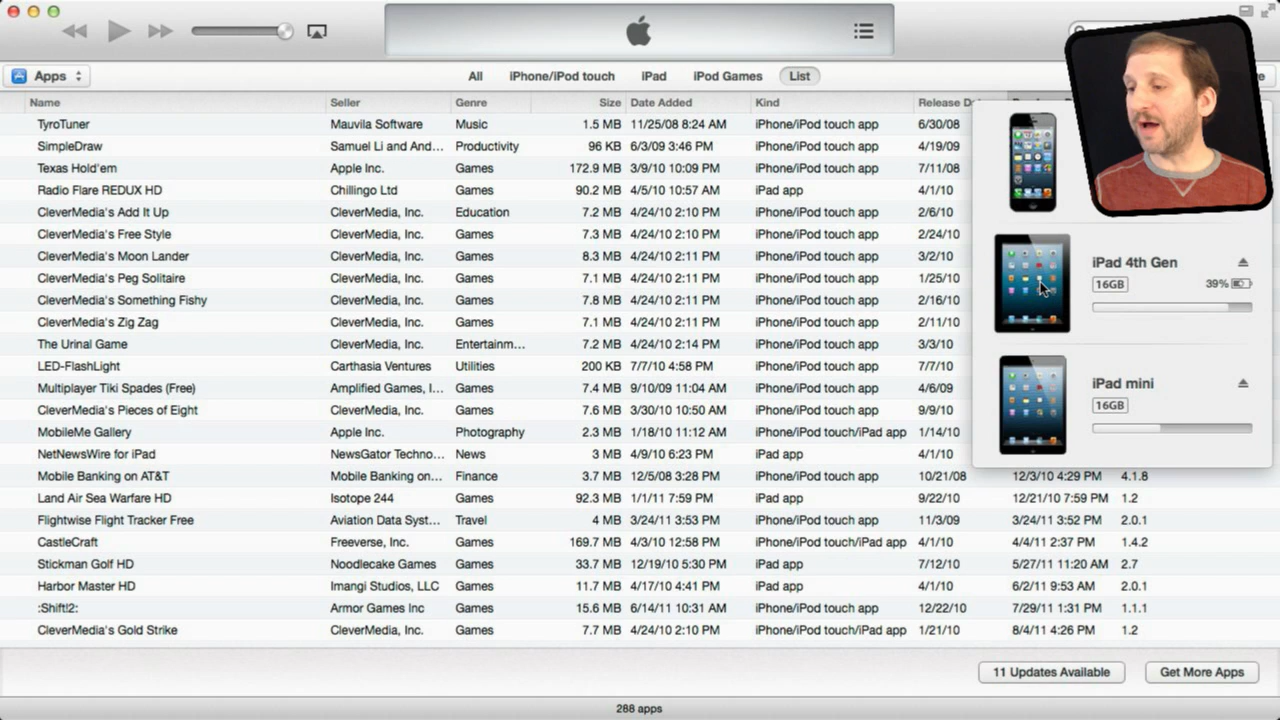 Apps
All iPhone/iPod touch iPad iPod Games List
Name Seller Genre Size Date Added Kind Release
TyroTuner Mauvila Software Music 1.5 MB 11/25/08 8:24 AM iPhone/iPod touch app 6/30/08
SimpleDraw Samuel Li and And... Productivity 96 KB 6/3/09 3:46 PM iPhone/iPod touch app 4/19/09
Texas Hold'em Apple Inc. Games 172.9 MB 3/9/10 10:09 PM iPhone/iPod touch app 7/11/08
Radio Flare REDUX HD Chillingo Ltd Games 90.2 MB 4/5/10 10:57 AM iPad app 4/1/10
CleverMedia's Add It Up CleverMedia, Inc. Education 7.2 MB 4/24/10 2:10 PM iPhone/iPod touch app 2/6/10
CleverMedia's Free Style CleverMedia, Inc. Games 7.3 MB 4/24/10 2:10 PM iPhone/iPod touch app 2/24/10
iPad 4th Gen
CleverMedia's Moon Lander CleverMedia, Inc. Games 8.3 MB 4/24/10 2:11 PM iPhone/iPod touch app 3/2/10
CleverMedia's Peg Solitaire CleverMedia, Inc. Games 7.1 MB 4/24/10 2:11 PM iPhone/iPod touch app 1/25/10
16GB 39%
CleverMedia's Something Fishy CleverMedia, Inc. Games 7.8 MB 4/24/10 2:11 PM iPhone/iPod touch app 2/16/10
CleverMedia's Zig Zag CleverMedia, Inc. Games 7.1 MB 4/24/10 2:11 PM iPhone/iPod touch app 2/11/10
The Urinal Game CleverMedia, Inc. Entertainm... 7.2 MB 4/24/10 2:14 PM iPhone/iPod touch app 3/3/10
LED-FlashLight Carthasia Ventures Utilities 200 KB 7/7/10 4:58 PM iPhone/iPod touch app 7/7/10
iPad mini
Multiplayer Tiki Spades (Free) Amplified Games, I... Games 7.4 MB 9/10/09 11:04 AM iPhone/iPod touch app 4/6/09
16GB
CleverMedia's Pieces of Eight CleverMedia, Inc. Games 7.6 MB 3/30/10 10:50 AM iPhone/iPod touch app 9/9/10
MobileMe Gallery Apple Inc. Photography 2.3 MB 1/18/10 11:12 AM iPhone/iPod touch/iPad app 1/14/10
NetNewsWire for iPad NewsGator Techno... News 3 MB 4/9/10 6:23 PM iPad app 4/1/10
Mobile Banking on AT&T Mobile Banking on... Finance 3.7 MB 12/5/08 3:28 PM iPhone/iPod touch app 10/21/08 12/3/10 4:29 PM 4.1.8
Land Air Sea Warfare HD Isotope 244 Games 92.3 MB 1/1/11 7:59 PM iPad app 9/22/10 12/21/10 7:59 PM 1.2
Flightwise Flight Tracker Free Aviation Data Syst... Travel 4 MB 3/24/11 3:53 PM iPhone/iPod touch app 11/3/09 3/24/11 3:52 PM 2.0.1
CastleCraft Freeverse, Inc. Games 169.7 MB 4/3/10 12:58 PM iPhone/iPod touch/iPad app 4/1/10 4/4/11 2:37 PM 1.4.2
Stickman Golf HD Noodlecake Games Games 33.7 MB 12/19/10 5:30 PM iPad app 7/12/10 5/27/11 11:20 AM 2.7
Harbor Master HD Imangi Studios, LLC Games 11.7 MB 4/17/10 4:41 PM iPad app 4/1/10 6/2/11 9:53 AM 2.0.1
:Shift!2: Armor Games Inc Games 15.6 MB 6/14/11 10:31 AM iPhone/iPod touch app 12/22/10 7/29/11 1:31 PM 1.1.1
CleverMedia's Gold Strike CleverMedia, Inc. Games 7.7 MB 4/24/10 2:10 PM iPhone/iPod touch/iPad app 1/21/10 8/4/11 4:26 PM 1.2
11 Updates Available Get More Apps
288 apps